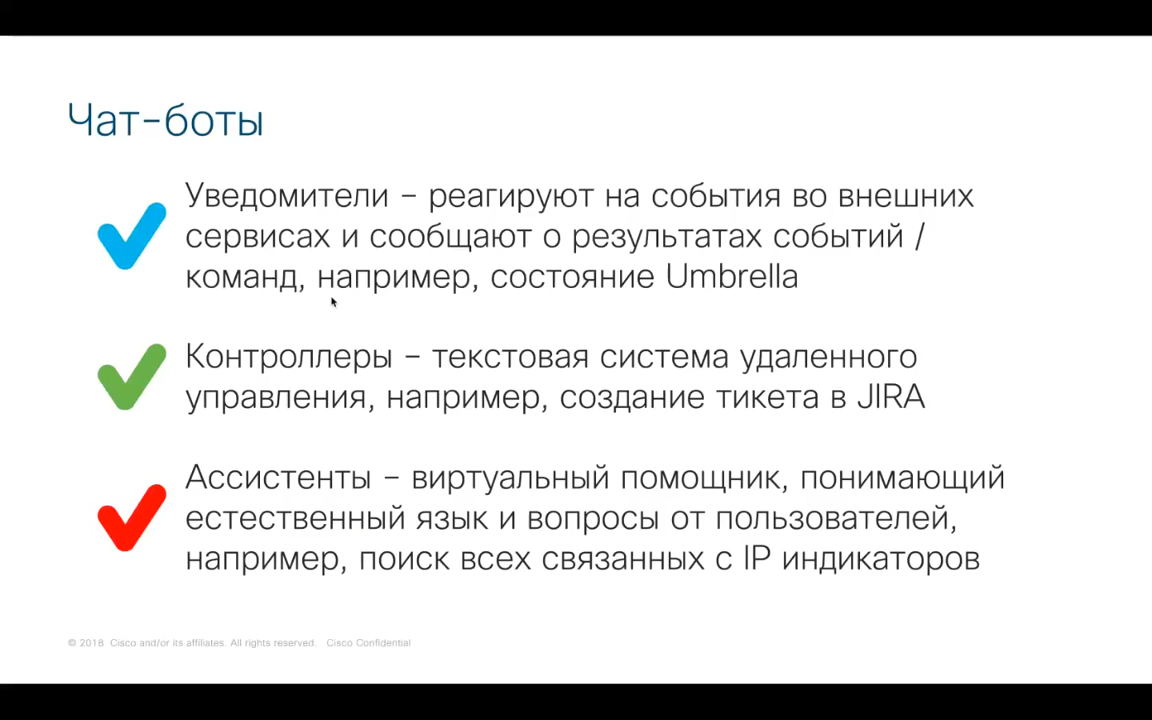 Чат-боты
Уведомители – реагируют на события во внешних
сервисах и сообщают о результатах событий /
команд, например, состояние Umbrella
Контроллеры – текстовая система удаленного
управления, например, создание тикета в JIRA
Ассистенты – виртуальный помощник, понимающий
естественный язык и вопросы от пользователей,
например, поиск всех связанных с IP индикаторов
© 2018 Cisco and/or its affiliates. All rights reserved. Cisco Confidential